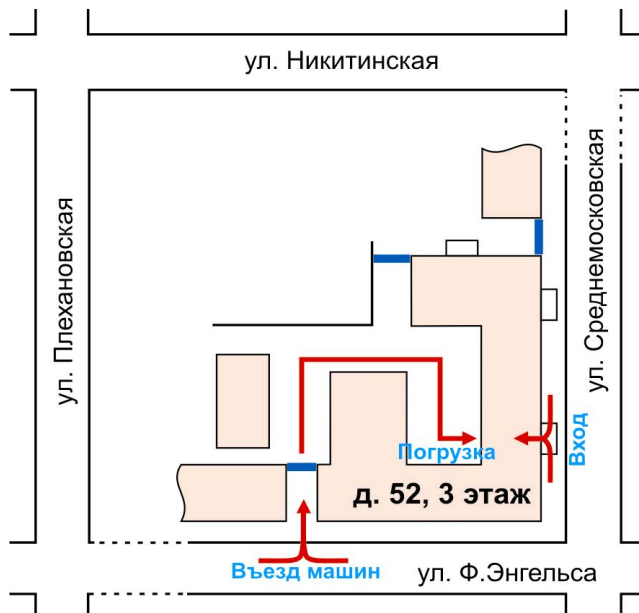 ул. Никитинская
ул. Плехановская
ул. Среднемосковская
Вход
Погрузка
д. 52, 3 этаж
Въезд машин
ул. Ф.Энгельса